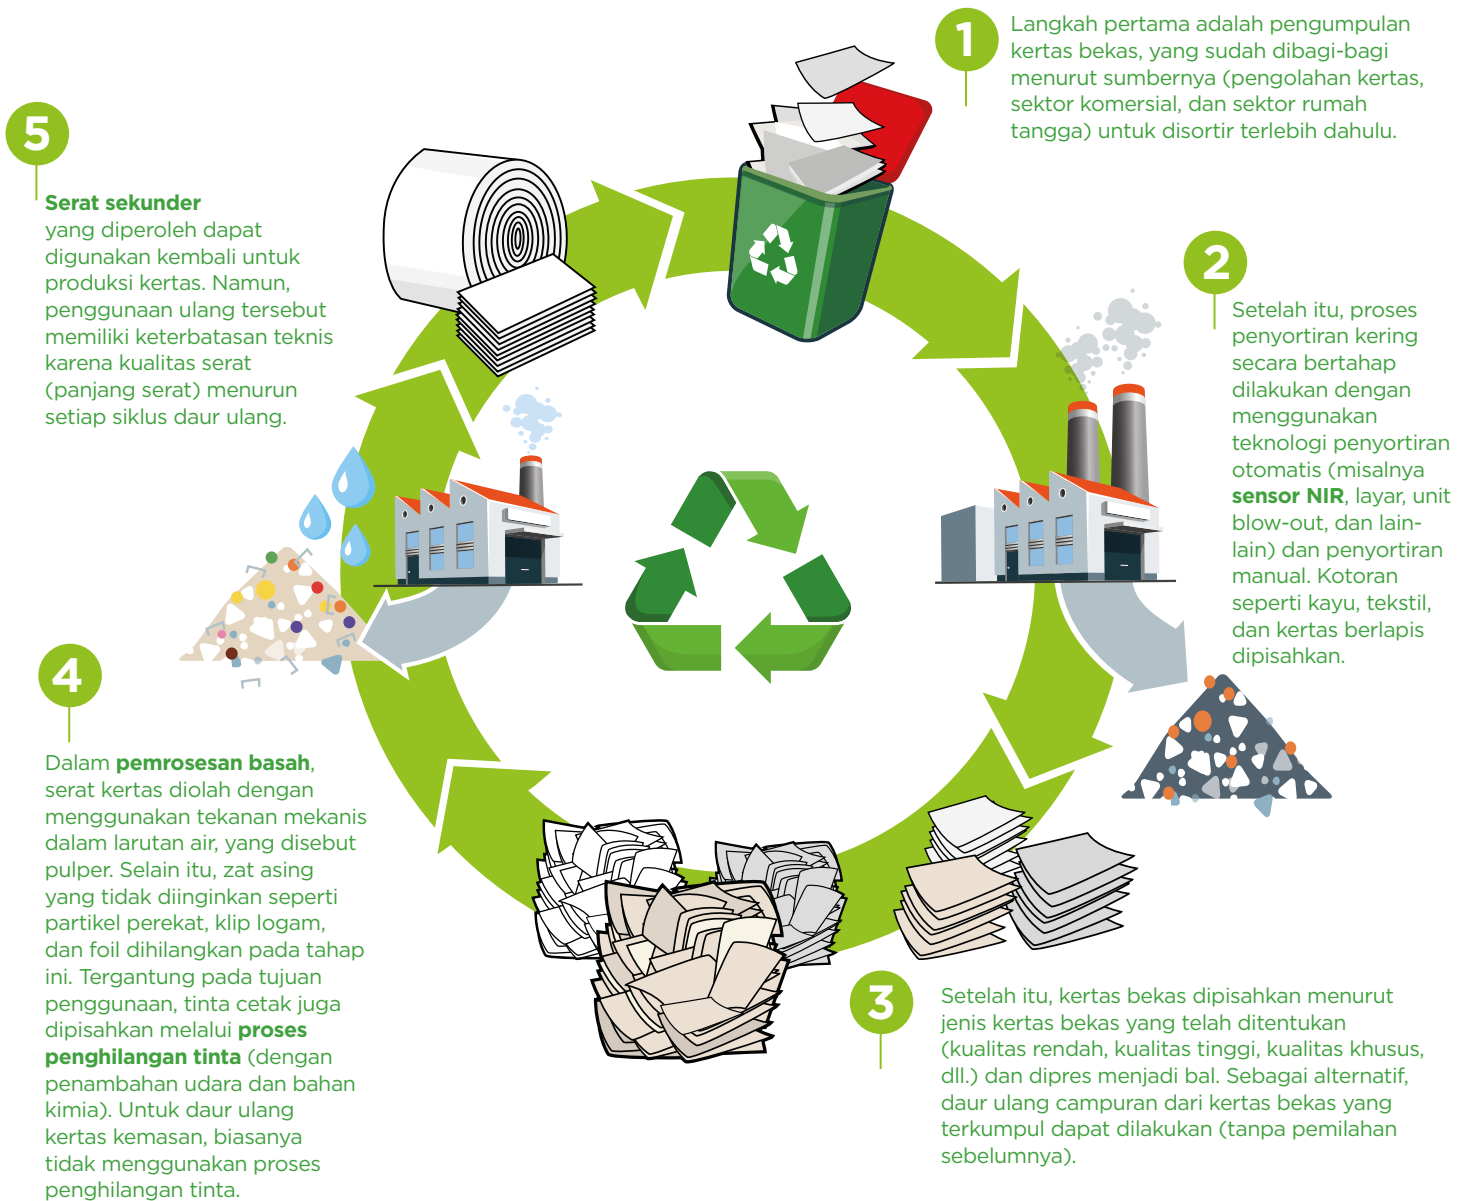 1
Langkah pertama adalah pengumpulan
kertas bekas, yang sudah dibagi-bagi
menurut sumbernya (pengolahan kertas,
sektor komersial, dan sektor rumah
tangga) untuk disortir terlebih dahulu.
2
Setelah itu, proses
penyortiran kering
secara bertahap
dilakukan dengan
menggunakan
teknologi penyortiran
otomatis (misalnya
sensor NIR, layar, unit
blow-out, dan lain-
lain) dan penyortiran
manual. Kotoran
seperti kayu, tekstil,
dan kertas berlapis
dipisahkan.
3
Setelah itu, kertas bekas dipisahkan menurut
jenis kertas bekas yang telah ditentukan
(kualitas rendah, kualitas tinggi, kualitas khusus,
dll.) dan dipres menjadi bal. Sebagai alternatif,
daur ulang campuran dari kertas bekas yang
terkumpul dapat dilakukan (tanpa pemilahan
sebelumnya).
4
Dalam pemrosesan basah,
serat kertas diolah dengan
menggunakan tekanan mekanis
dalam larutan air, yang disebut
pulper. Selain itu, zat asing
yang tidak diinginkan seperti
partikel perekat, klip logam,
dan foil dihilangkan pada tahap
ini. Tergantung pada tujuan
penggunaan, tinta cetak juga
dipisahkan melalui proses
penghilangan tinta (dengan
penambahan udara dan bahan
kimia). Untuk daur ulang
kertas kemasan, biasanya
tidak menggunakan proses
penghilangan tinta.
5
Serat sekunder
yang diperoleh dapat
digunakan kembali untuk
produksi kertas. Namun,
penggunaan ulang tersebut
memiliki keterbatasan teknis
karena kualitas serat
(panjang serat) menurun
setiap siklus daur ulang.